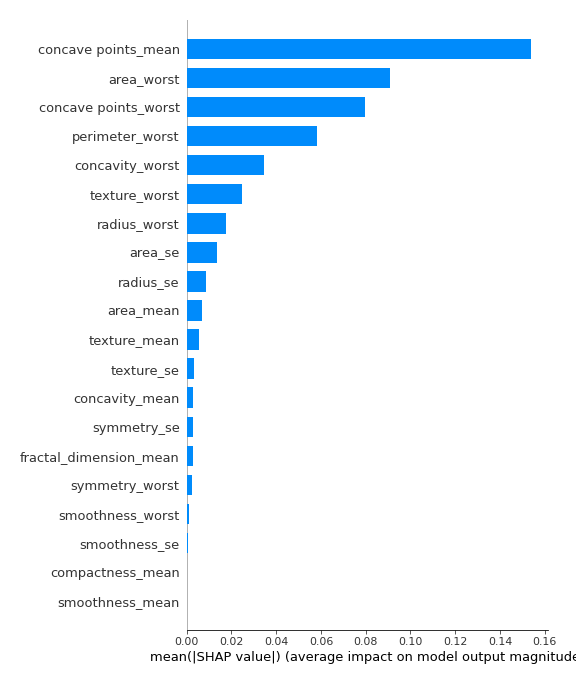 concave points_mean
area_worst
concave points_worst
perimeter_worst
concavity_worst
texture_worst
radius_worst
area_se
radius_se
area_mean
texture_mean
texture_se
concavity_mean
symmetry_se
fractal_dimension_mean
symmetry_worst
smoothness_worst
smoothness_se
compactness_mean
smoothness_mean
0.00 0.02 0.04 0.06 0.08 0.10 0.12 0.14 0.16
mean(|SHAP value|) (average impact on model output magnitude